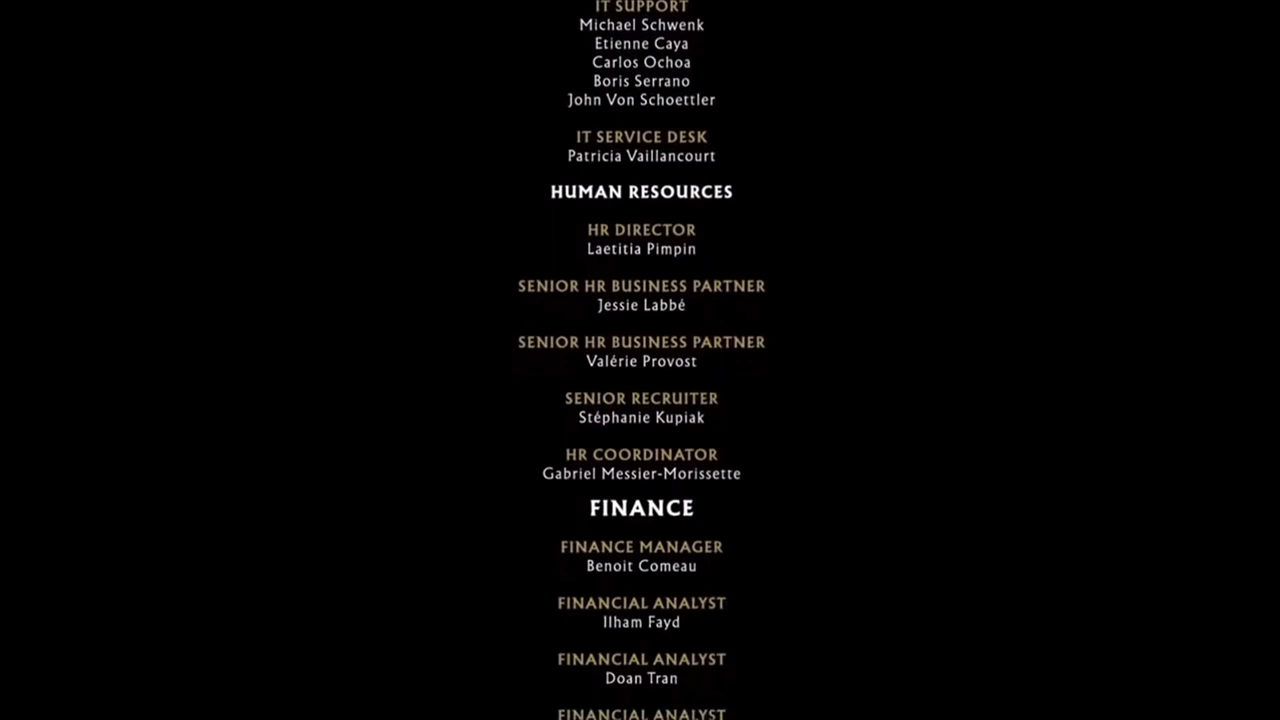 IT SUPPORT
Michael Schwenk
Etienne Caya
Carlos Ochoa
Boris Serrano
John Von Schoettler
IT SERVICE DESK
Patricia Vaillancourt
HUMAN RESOURCES
HR DIRECTOR
Laetitia Pimpin
SENIOR HR BUSINESS PARTNER
Jessie Labbé
SENIOR HR BUSINESS PARTNER
Valérie Provost
SENIOR RECRUITER
Stéphanie Kupiak
HR COORDINATOR
Gabriel Messier-Morissette
FINANCE
FINANCE MANAGER
Benoit Comeau
FINANCIAL ANALYST
Ilham Fayd
FINANCIAL ANALYST
Doan Tran
FINANCIAL ANALYST